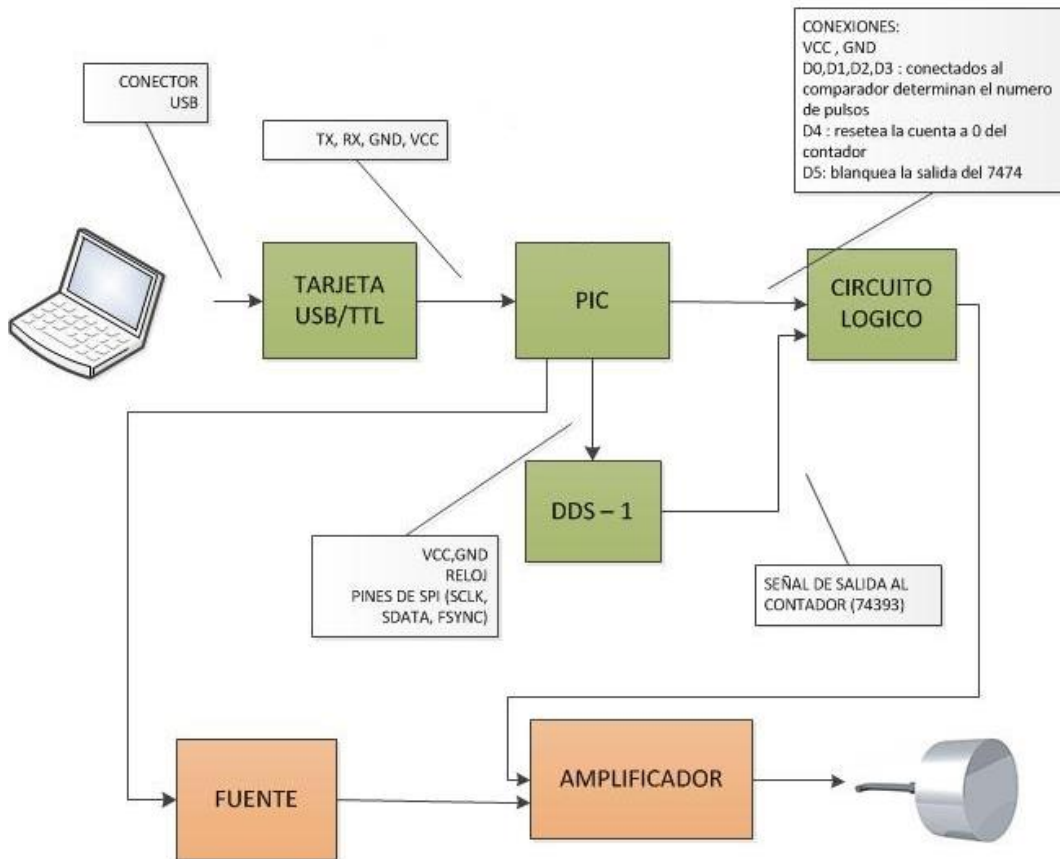 CONEXIONES:
VCC , GND
D0,D1,D2,D3 : conectados al
comparador determinan el numero
de pulsos
D4 : resetea la cuenta a 0 del
contador
D5: blanquea la salida del 7474
CONECTOR
USB
TX, RX, GND, VCC
TARJETA
USB/TTL
PIC
CIRCUITO
LOGICO
DDS – 1
VCC,GND
RELOJ
PINES DE SPI (SCLK,
SDATA, FSYNC)
SEÑAL DE SALIDA AL
CONTADOR (74393)
FUENTE
AMPLIFICADOR